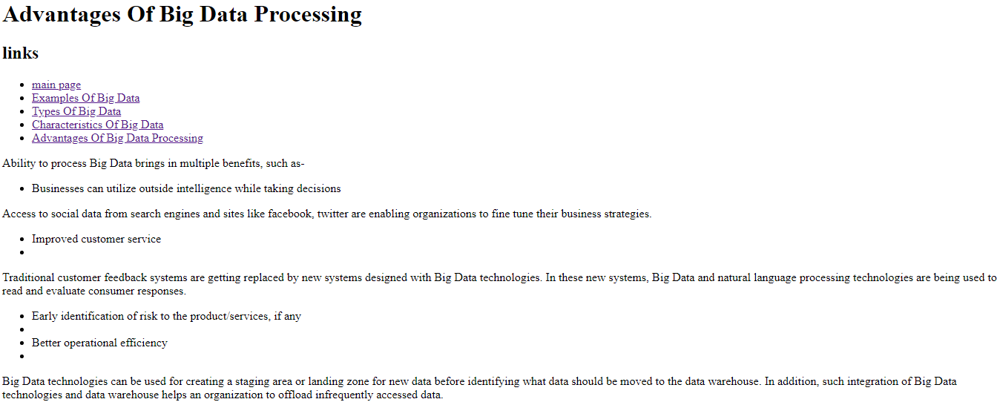 Advantages Of Big Data Processing
links
main page
Examples Of Big Data
Types Of Big Data
Characteristics Of Big Data
Advantages Of Big Data Processing
Ability to process Big Data brings in multiple benefits, such as-
Businesses can utilize outside intelligence while taking decisions
Access to social data from search engines and sites like facebook, twitter are enabling organizations to fine tune their business strategies.
Improved customer service
Traditional customer feedback systems are getting replaced by new systems designed with Big Data technologies. In these new systems, Big Data and natural language processing technologies are being used to
read and evaluate consumer responses.
Early identification of risk to the product/services, if any
Better operational efficiency
Big Data technologies can be used for creating a staging area or landing zone for new data before identifying what data should be moved to the data warehouse. In addition, such integration of Big Data
technologies and data warehouse helps an organization to offload infrequently accessed data.